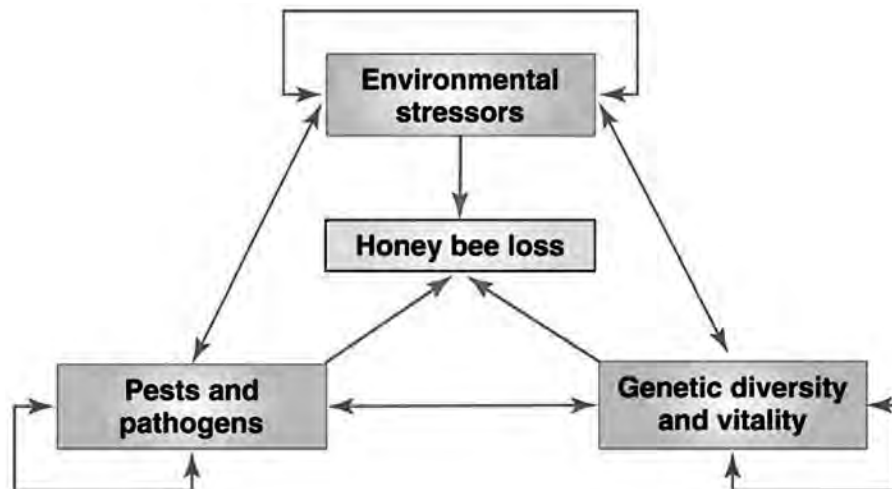 Environmental
stressors
Honey bee loss
Pests and
pathogens
Genetic diversity
and vitality